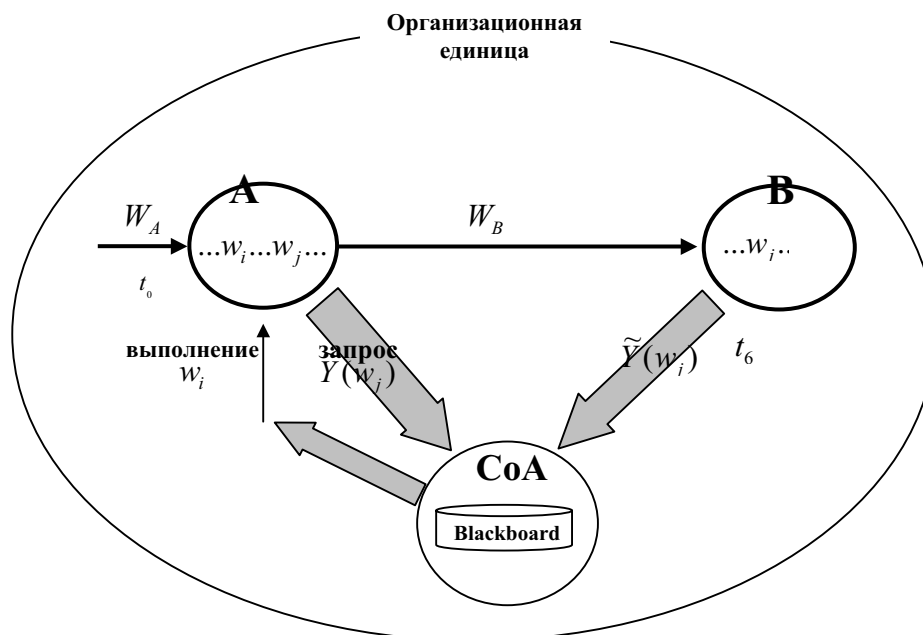 Организационная
единица
A
B
W_A
W_B
...w_i...w_j...
...w_i..
t_0
выполнение
w_i
запрос
Y(w_j)
Ỹ(w_i)
t_6
CoA
Blackboard